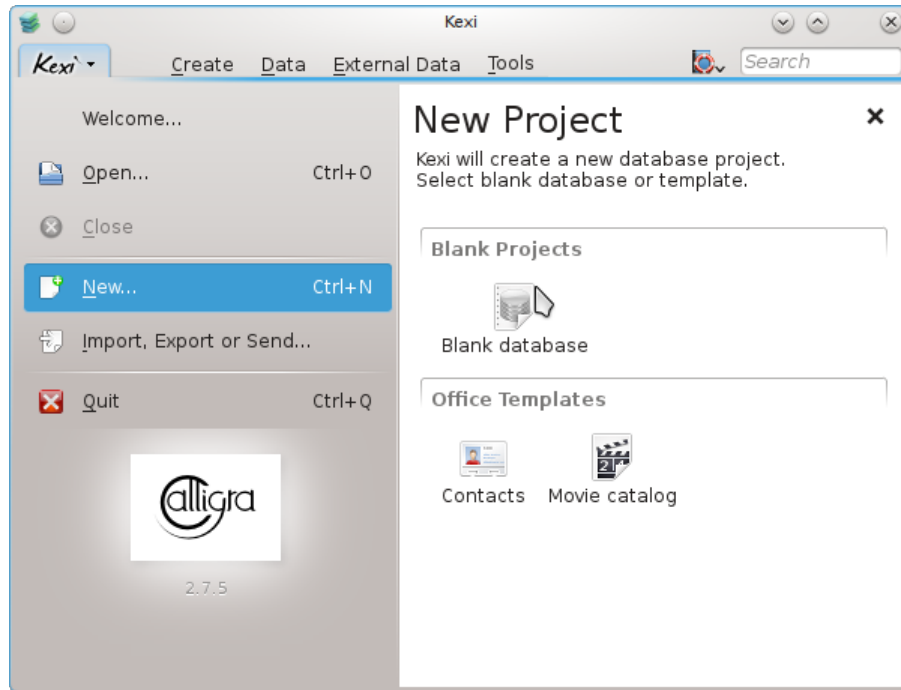 Kexi
Kexi Create Data External Data Tools Search
Welcome...
Open... Ctrl+O
Close
New... Ctrl+N
Import, Export or Send...
Quit Ctrl+Q
Calligra
2.7.5
New Project
Kexi will create a new database project.
Select blank database or template.
Blank Projects
Blank database
Office Templates
Contacts Movie catalog